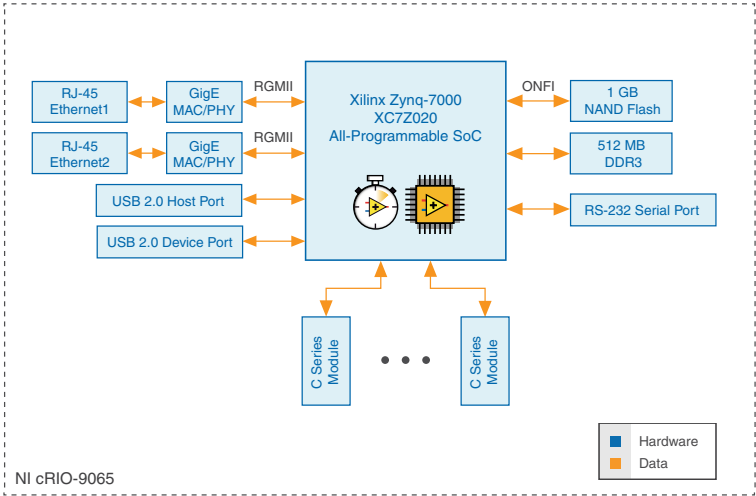 RJ-45
Ethernet1
GigE
MAC/PHY
RGMII
RJ-45
Ethernet2
GigE
MAC/PHY
RGMII
USB 2.0 Host Port
USB 2.0 Device Port
Xilinx Zynq-7000
XC7Z020
All-Programmable SoC
ONFI
1 GB
NAND Flash
512 MB
DDR3
RS-232 Serial Port
C Series
Module
C Series
Module
Hardware
Data
NI cRIO-9065